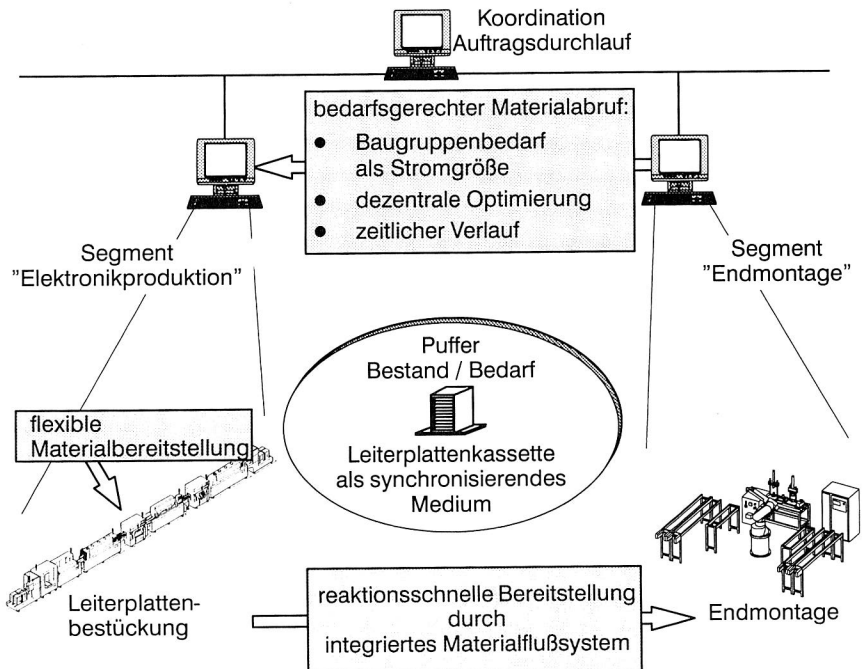 Koordination
Auftragsdurchlauf
bedarfsgerechter Materialabruf:
● Baugruppenbedarf
als Stromgröße
● dezentrale Optimierung
● zeitlicher Verlauf
Segment
”Elektronikproduktion”
Segment
”Endmontage”
Puffer
Bestand / Bedarf
Leiterplattenkassette
als synchronisierendes
Medium
flexible
Materialbereitstellung
Leiterplatten-
bestückung
reaktionsschnelle Bereitstellung
durch
integriertes Materialflußsystem
Endmontage